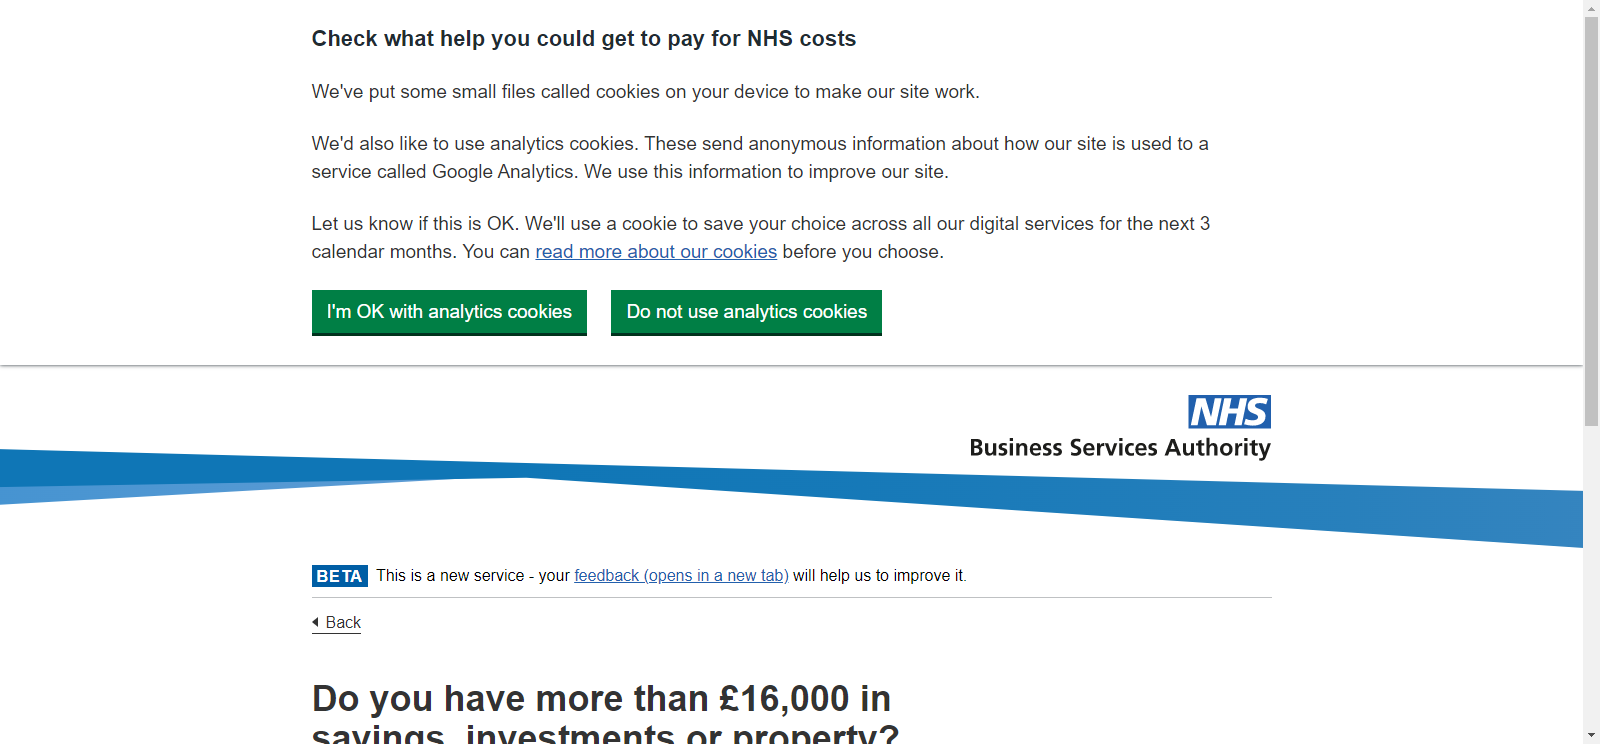 Check what help you could get to pay for NHS costs
We've put some small files called cookies on your device to make our site work.
We'd also like to use analytics cookies. These send anonymous information about how our site is used to a
service called Google Analytics. We use this information to improve our site.
Let us know if this is OK. We'll use a cookie to save your choice across all our digital services for the next 3
calendar months. You can read more about our cookies before you choose.
I'm OK with analytics cookies Do not use analytics cookies
NHS
Business Services Authority
BETA This is a new service - your feedback (opens in a new tab) will help us to improve it.
Back
Do you have more than £16,000 in
savings, investments or property?